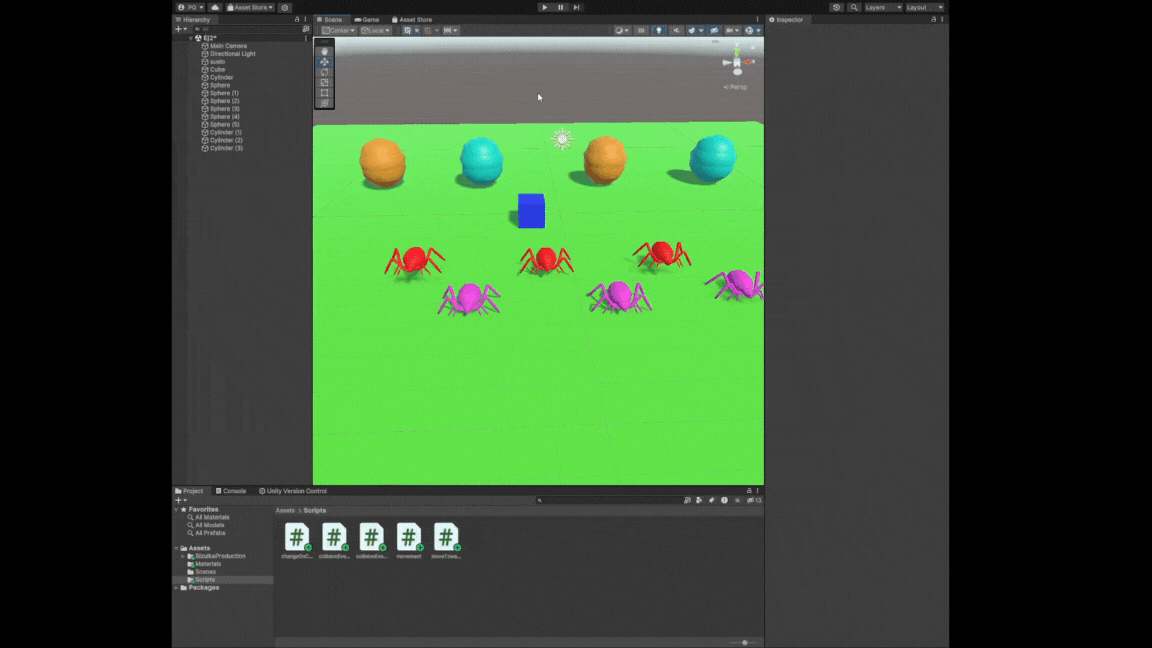 PG Asset Store Layers Layout
Hierarchy Scene Game Asset Store Inspector
Center Local 2D
All
Ej2*
Main Camera
Directional Light
suelo
Cube
Cylinder
Sphere
Sphere (1)
Sphere (2)
Sphere (3)
Sphere (4)
Sphere (5)
Cylinder (1)
Cylinder (2)
Cylinder (3)
Persp
Project Console Unity Version Control
13
Favorites
All Materials
All Models
All Prefabs
Assets
SizulkaProduction
Materials
Scenes
Scripts
Packages
Assets > Scripts
changeOnC... collisionEve... collisionEve... movement moveTowa...